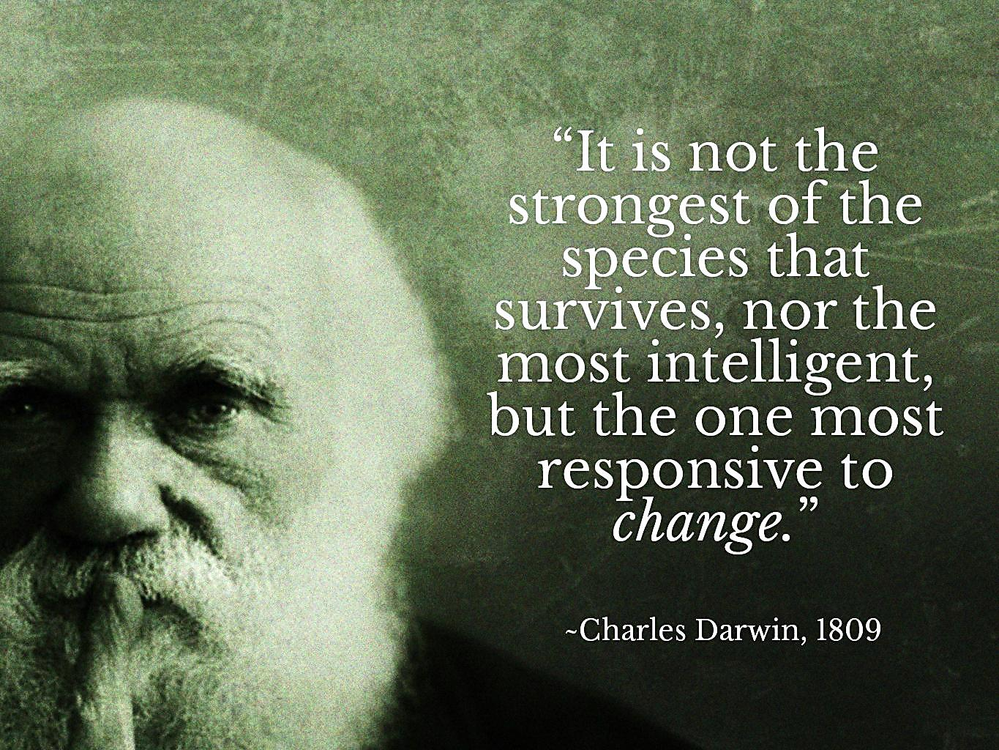 “It is not the
strongest of the
species that
survives, nor the
most intelligent,
but the one most
responsive to
change.”
~Charles Darwin, 1809